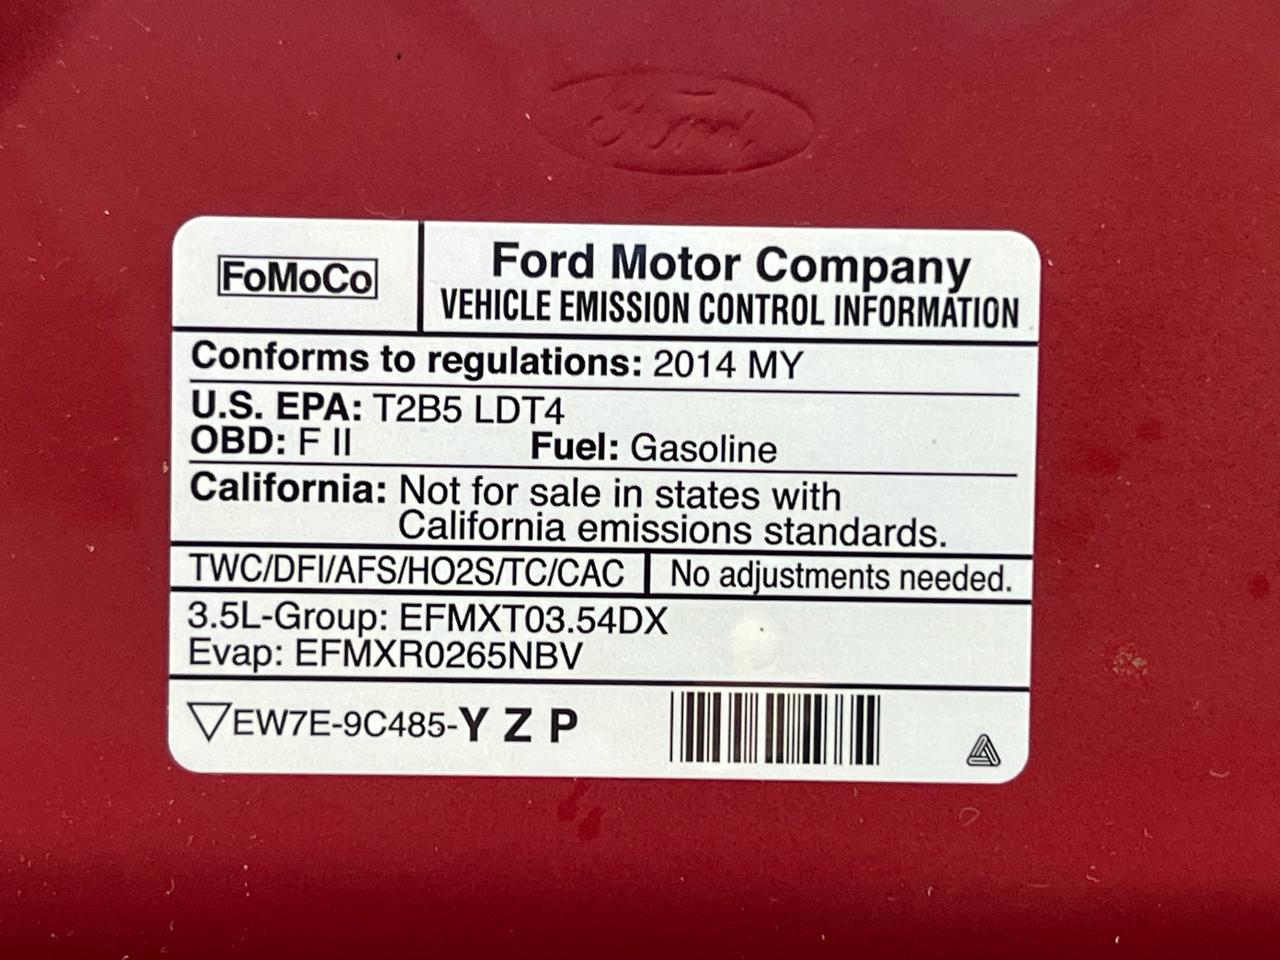 Ford
FoMoCo
Ford Motor Company
VEHICLE EMISSION CONTROL INFORMATION
Conforms to regulations: 2014 MY
U.S. EPA: T2B5 LDT4
OBD: F II Fuel: Gasoline
California: Not for sale in states with
California emissions standards.
TWC/DFI/AFS/HO2S/TC/CAC No adjustments needed.
3.5L-Group: EFMXT03.54DX
Evap: EFMXR0265NBV
▽EW7E-9C485-Y Z P